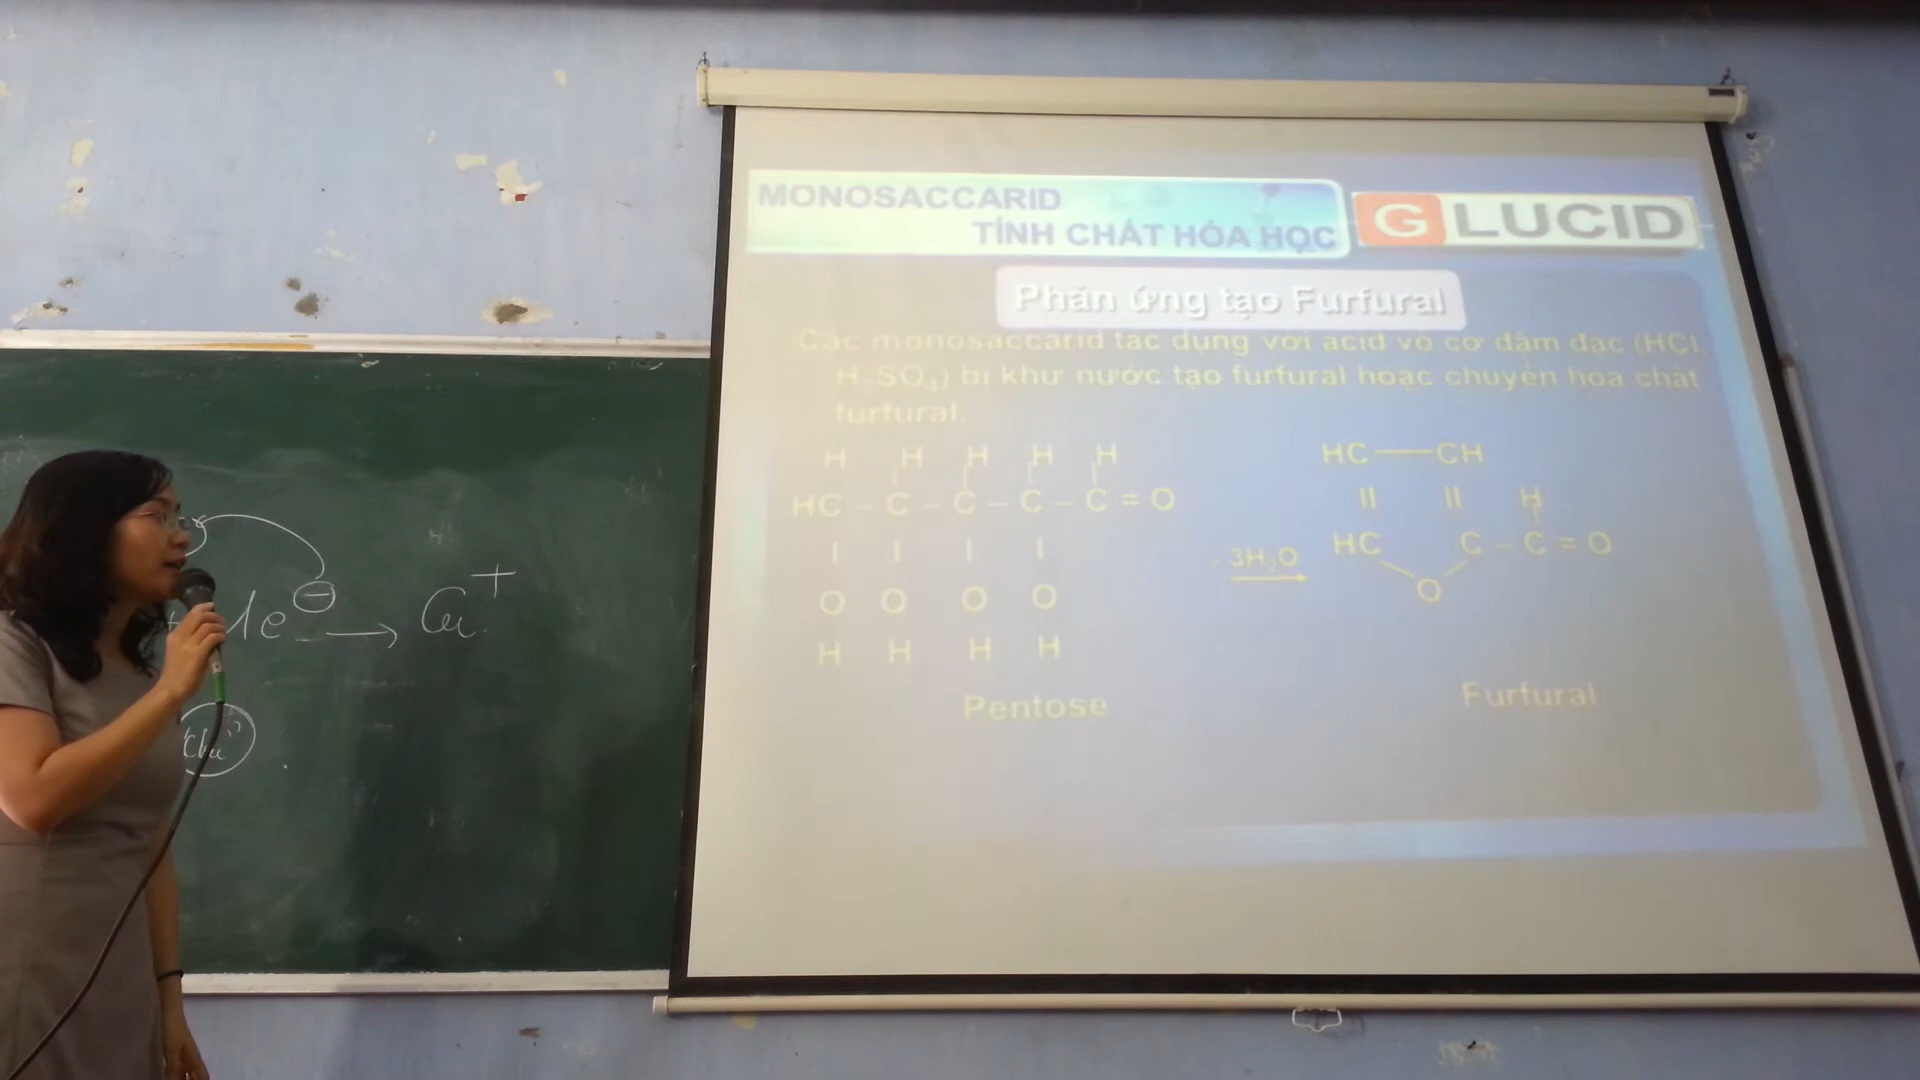 MONOSACCARID
TÍNH CHẤT HÓA HỌC
GLUCID
Phản ứng tạo Furfural
Các monosaccarid tác dụng với acid vô cơ đậm đặc (HCl,
H₂SO₄) bị khử nước tạo furfural hoặc chuyển hóa chất
furfural.
H H H H H
HC – C – C – C – C = O
O O O O
H H H H
Pentose
- 3H₂O
HC — CH
H
HC C – C = O
O
Furfural
1e⊖ → Cu⁺